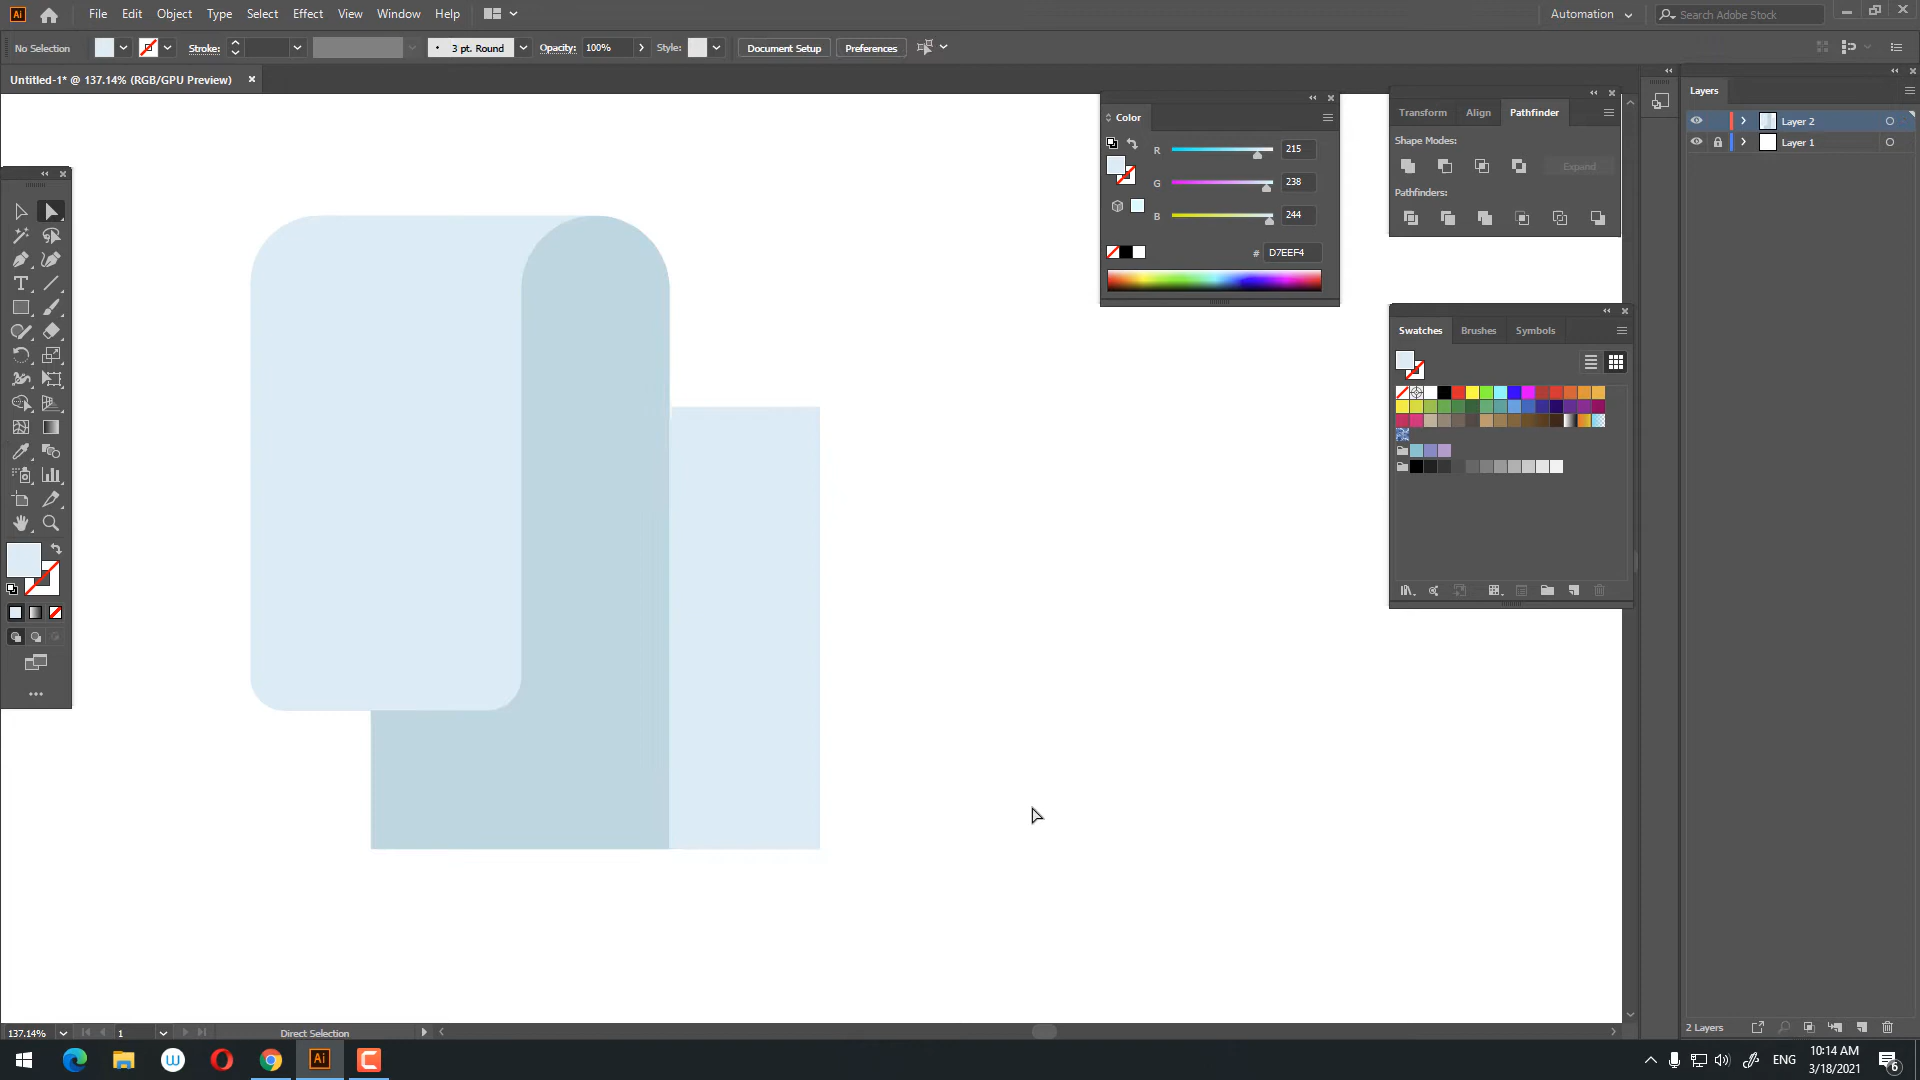 Ai File Edit Object Type Select Effect View Window Help Automation Search Adobe Stock
No Selection Stroke: 3 pt. Round Opacity: 100% Style: Document Setup Preferences
Untitled-1* @ 137.14% (RGB/GPU Preview)
Color
R 215
G 238
B 244
# D7EEF4
Transform Align Pathfinder
Shape Modes:
Expand
Pathfinders:
Swatches Brushes Symbols
Layers
Layer 2
Layer 1
T
2 Layers
137.14% 1 Direct Selection
Ai
ENG
10:14 AM
3/18/2021
6